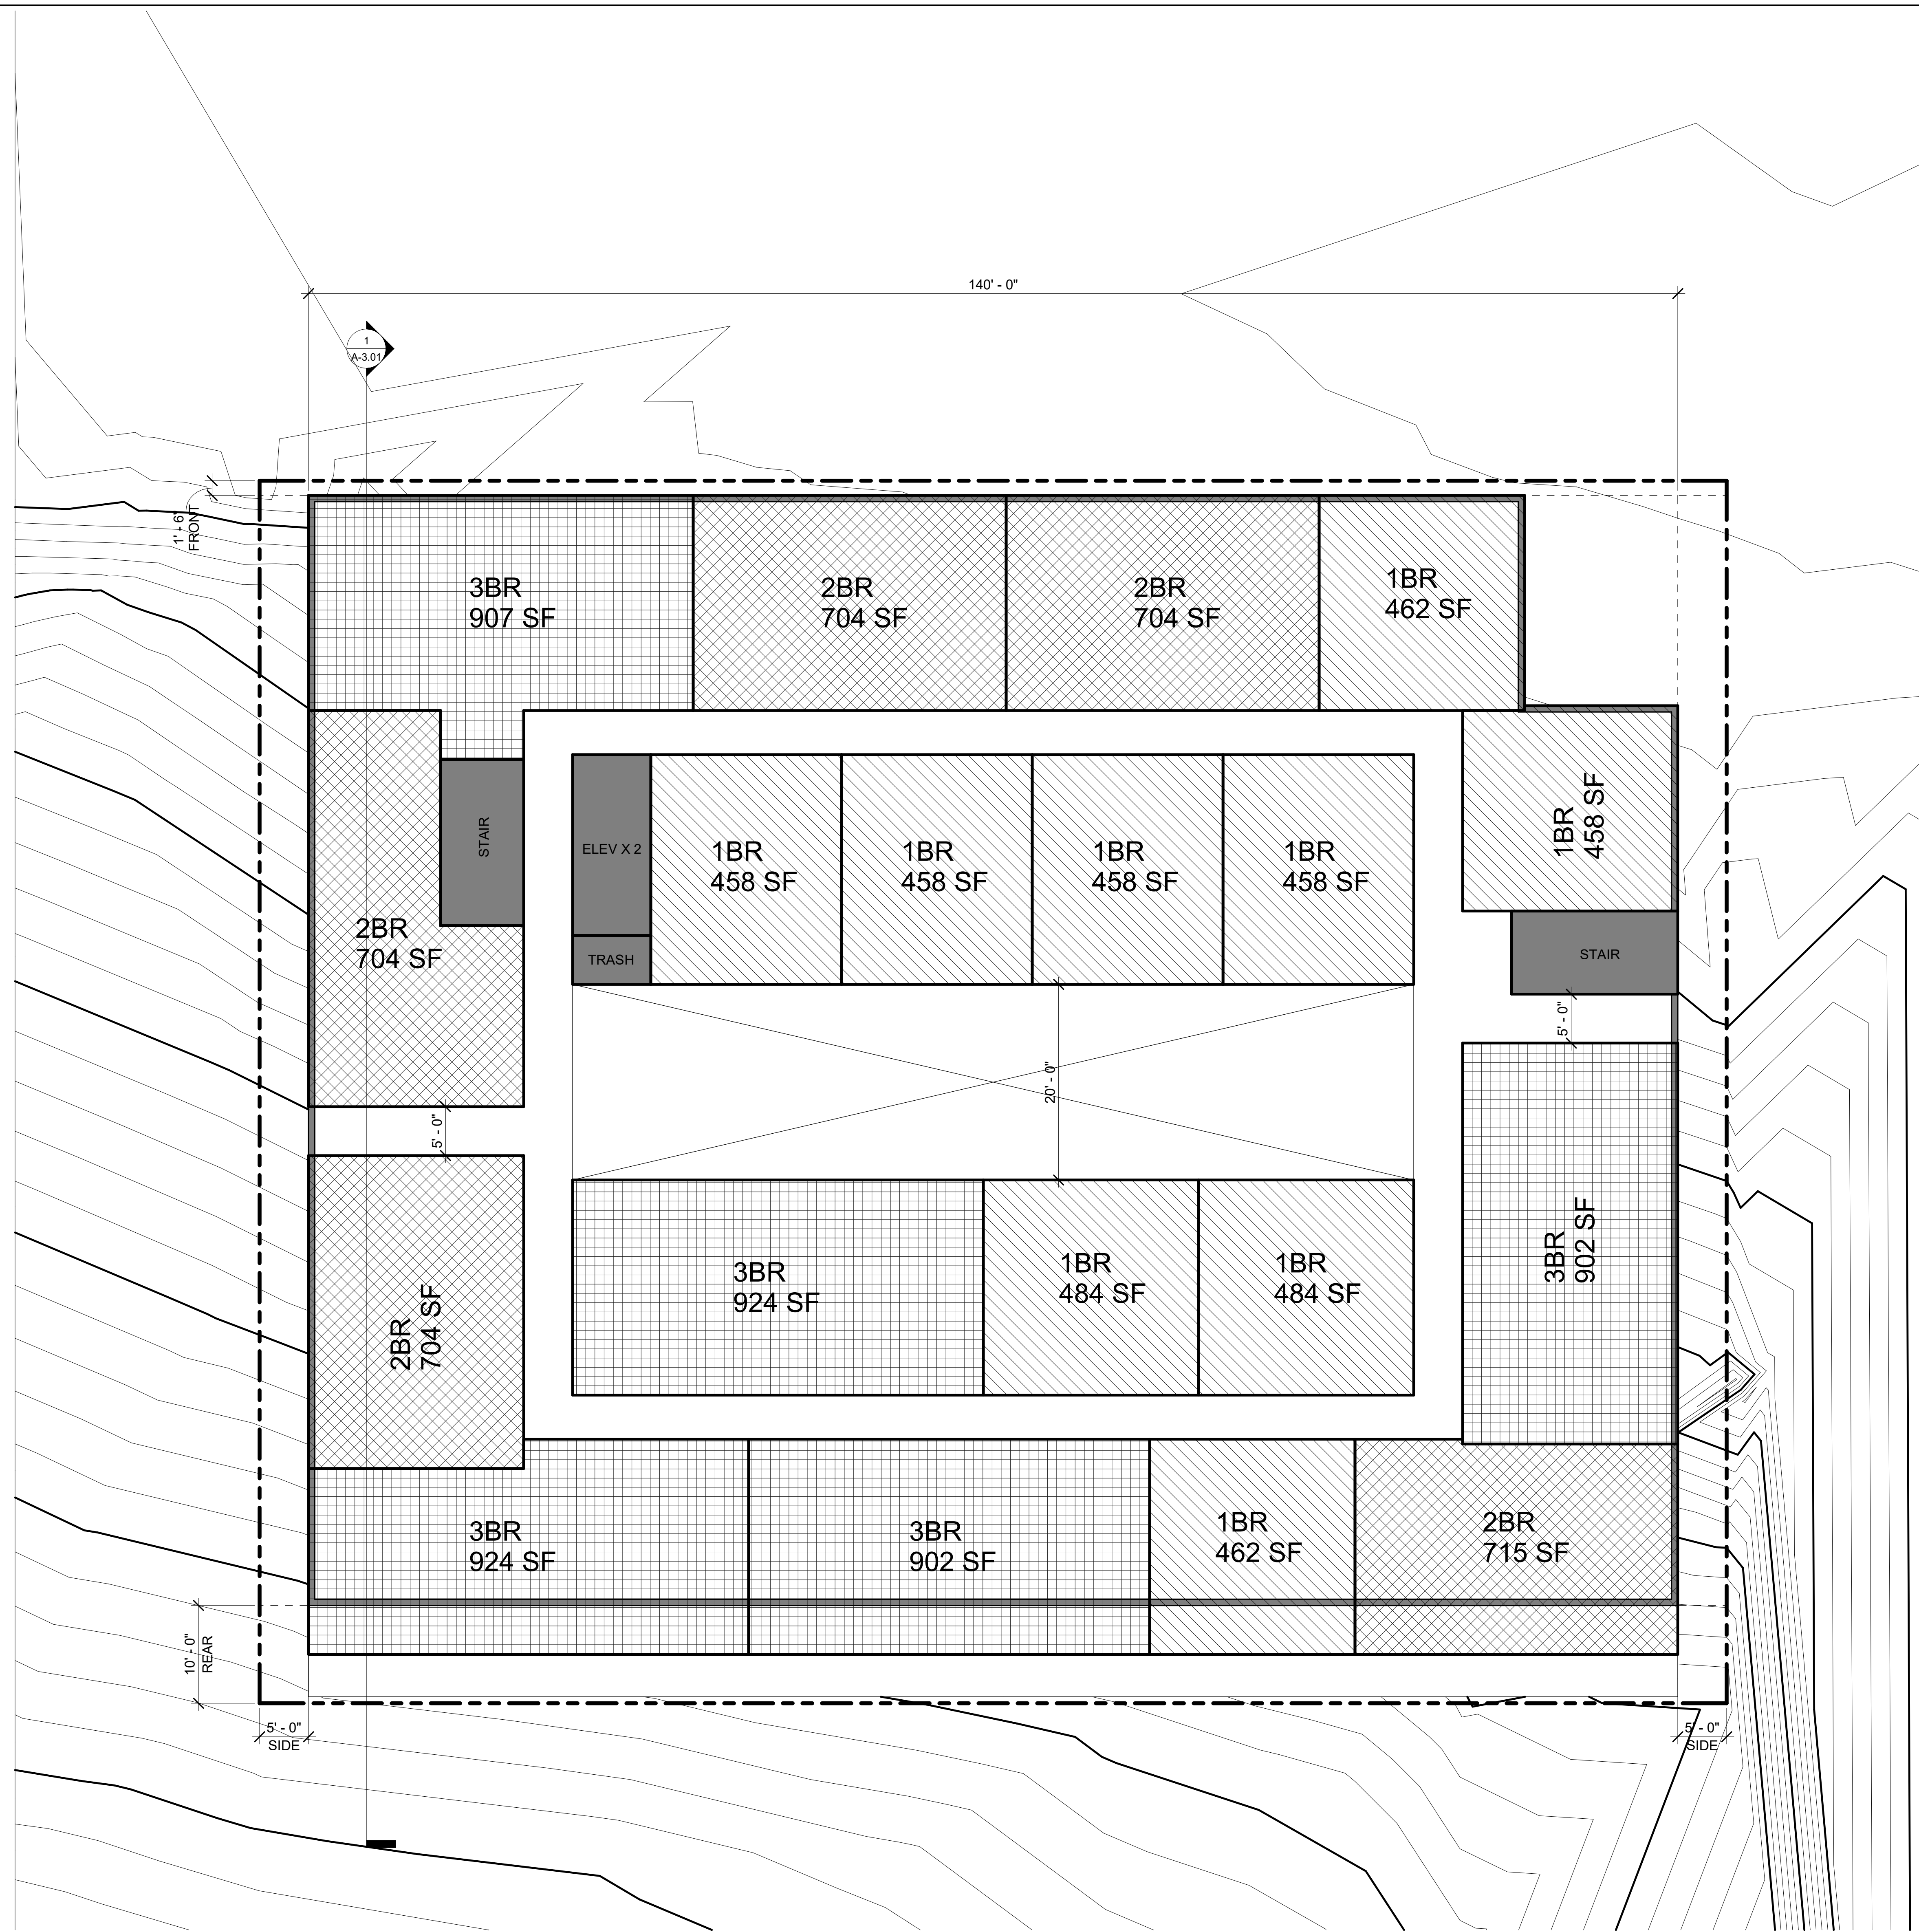 140' - 0"
1
A-3.01
1' - 6"
FRONT
3BR
907 SF
2BR
704 SF
2BR
704 SF
1BR
462 SF
STAIR
ELEV X 2
TRASH
1BR
458 SF
1BR
458 SF
1BR
458 SF
1BR
458 SF
1BR
458 SF
2BR
704 SF
STAIR
5' - 0"
20' - 0"
5' - 0"
2BR
704 SF
3BR
924 SF
1BR
484 SF
1BR
484 SF
3BR
902 SF
3BR
924 SF
3BR
902 SF
1BR
462 SF
2BR
715 SF
10' - 0"
REAR
5' - 0"
SIDE
5' - 0"
SIDE